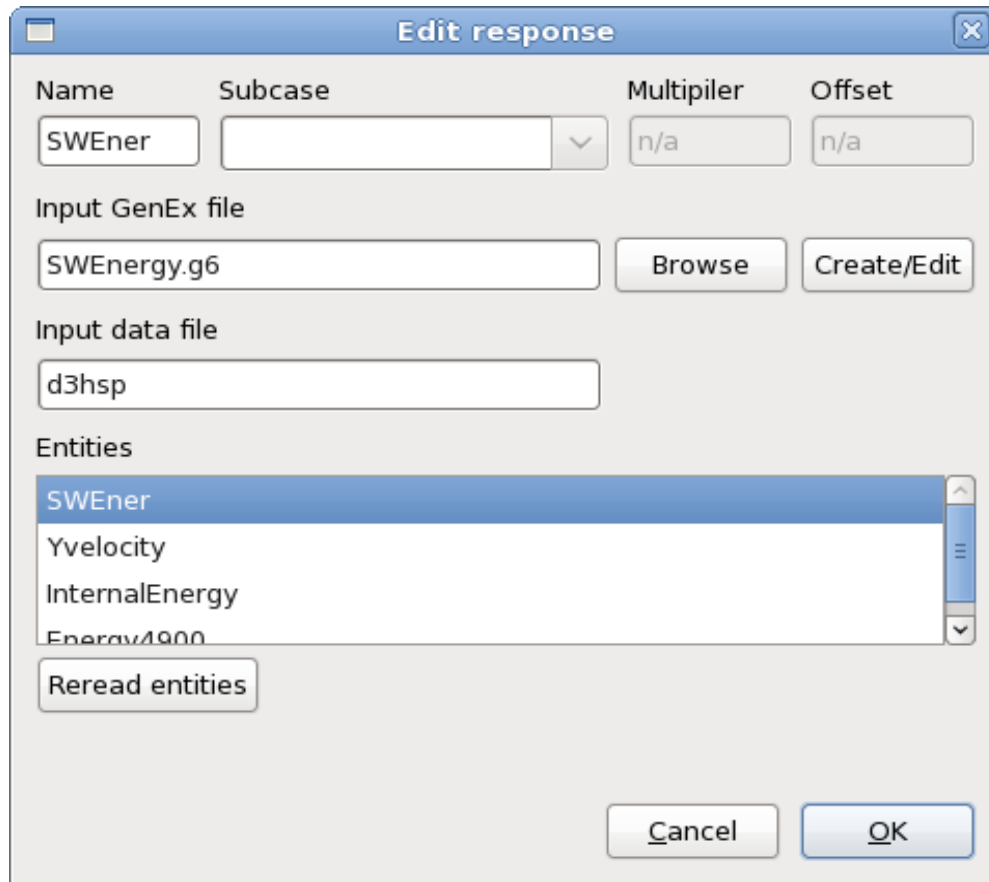 Edit response
Name Subcase Multipiler Offset
SWEner n/a n/a
Input GenEx file
SWEnergy.g6 Browse Create/Edit
Input data file
d3hsp
Entities
SWEner
Yvelocity
InternalEnergy
Energy4900
Reread entities
Cancel OK